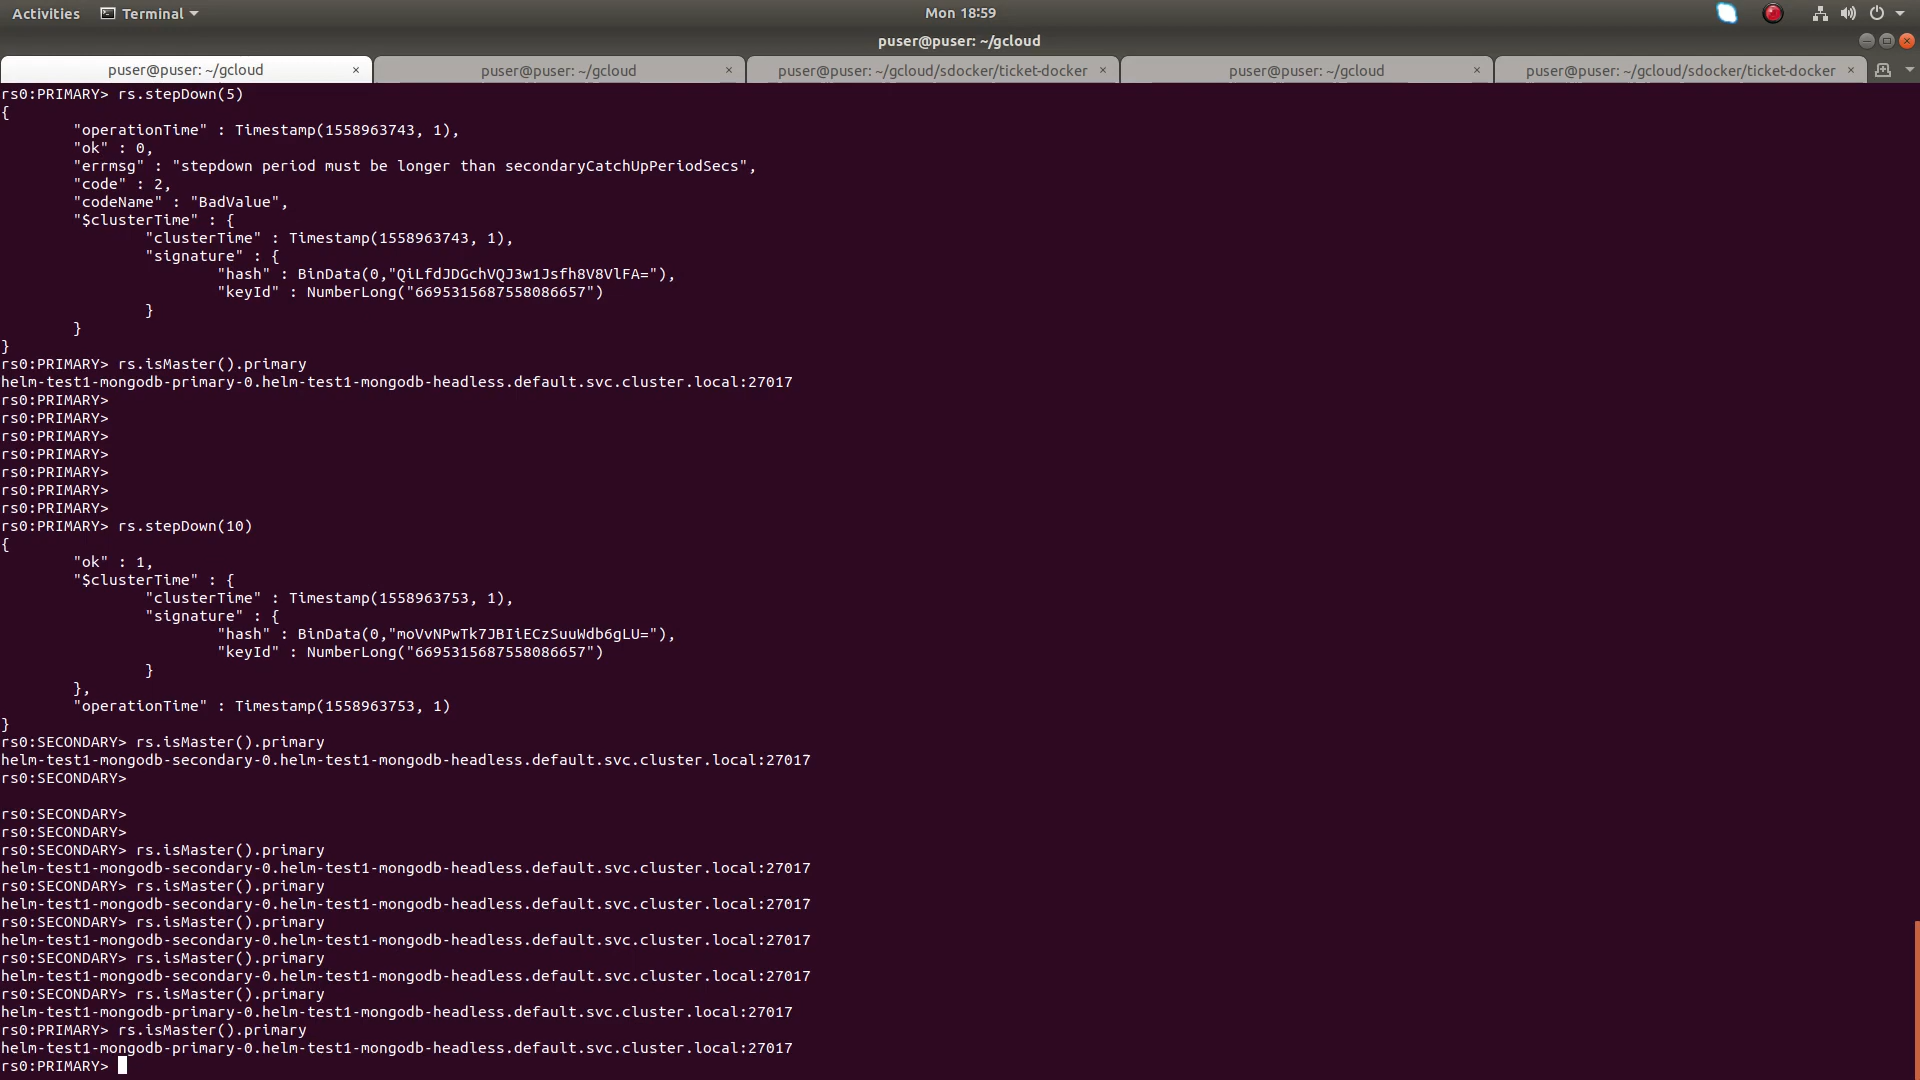 Activities Terminal Mon 18:59
puser@puser: ~/gcloud
puser@puser: ~/gcloud × puser@puser: ~/gcloud × puser@puser: ~/gcloud/sdocker/ticket-docker × puser@puser: ~/gcloud × puser@puser: ~/gcloud/sdocker/ticket-docker ×
rs0:PRIMARY> rs.stepDown(5)
{
        "operationTime" : Timestamp(1558963743, 1),
        "ok" : 0,
        "errmsg" : "stepdown period must be longer than secondaryCatchUpPeriodSecs",
        "code" : 2,
        "codeName" : "BadValue",
        "$clusterTime" : {
                "clusterTime" : Timestamp(1558963743, 1),
                "signature" : {
                        "hash" : BinData(0,"QiLfdJDGchVQJ3w1Jsfh8V8VlFA="),
                        "keyId" : NumberLong("6695315687558086657")
                }
        }
}
rs0:PRIMARY> rs.isMaster().primary
helm-test1-mongodb-primary-0.helm-test1-mongodb-headless.default.svc.cluster.local:27017
rs0:PRIMARY>
rs0:PRIMARY>
rs0:PRIMARY>
rs0:PRIMARY>
rs0:PRIMARY>
rs0:PRIMARY>
rs0:PRIMARY>
rs0:PRIMARY> rs.stepDown(10)
{
        "ok" : 1,
        "$clusterTime" : {
                "clusterTime" : Timestamp(1558963753, 1),
                "signature" : {
                        "hash" : BinData(0,"moVvNPwTk7JBIiECzSuuWdb6gLU="),
                        "keyId" : NumberLong("6695315687558086657")
                }
        },
        "operationTime" : Timestamp(1558963753, 1)
}
rs0:SECONDARY> rs.isMaster().primary
helm-test1-mongodb-secondary-0.helm-test1-mongodb-headless.default.svc.cluster.local:27017
rs0:SECONDARY>
rs0:SECONDARY>
rs0:SECONDARY>
rs0:SECONDARY> rs.isMaster().primary
helm-test1-mongodb-secondary-0.helm-test1-mongodb-headless.default.svc.cluster.local:27017
rs0:SECONDARY> rs.isMaster().primary
helm-test1-mongodb-secondary-0.helm-test1-mongodb-headless.default.svc.cluster.local:27017
rs0:SECONDARY> rs.isMaster().primary
helm-test1-mongodb-secondary-0.helm-test1-mongodb-headless.default.svc.cluster.local:27017
rs0:SECONDARY> rs.isMaster().primary
helm-test1-mongodb-secondary-0.helm-test1-mongodb-headless.default.svc.cluster.local:27017
rs0:SECONDARY> rs.isMaster().primary
helm-test1-mongodb-primary-0.helm-test1-mongodb-headless.default.svc.cluster.local:27017
rs0:PRIMARY> rs.isMaster().primary
helm-test1-mongodb-primary-0.helm-test1-mongodb-headless.default.svc.cluster.local:27017
rs0:PRIMARY>